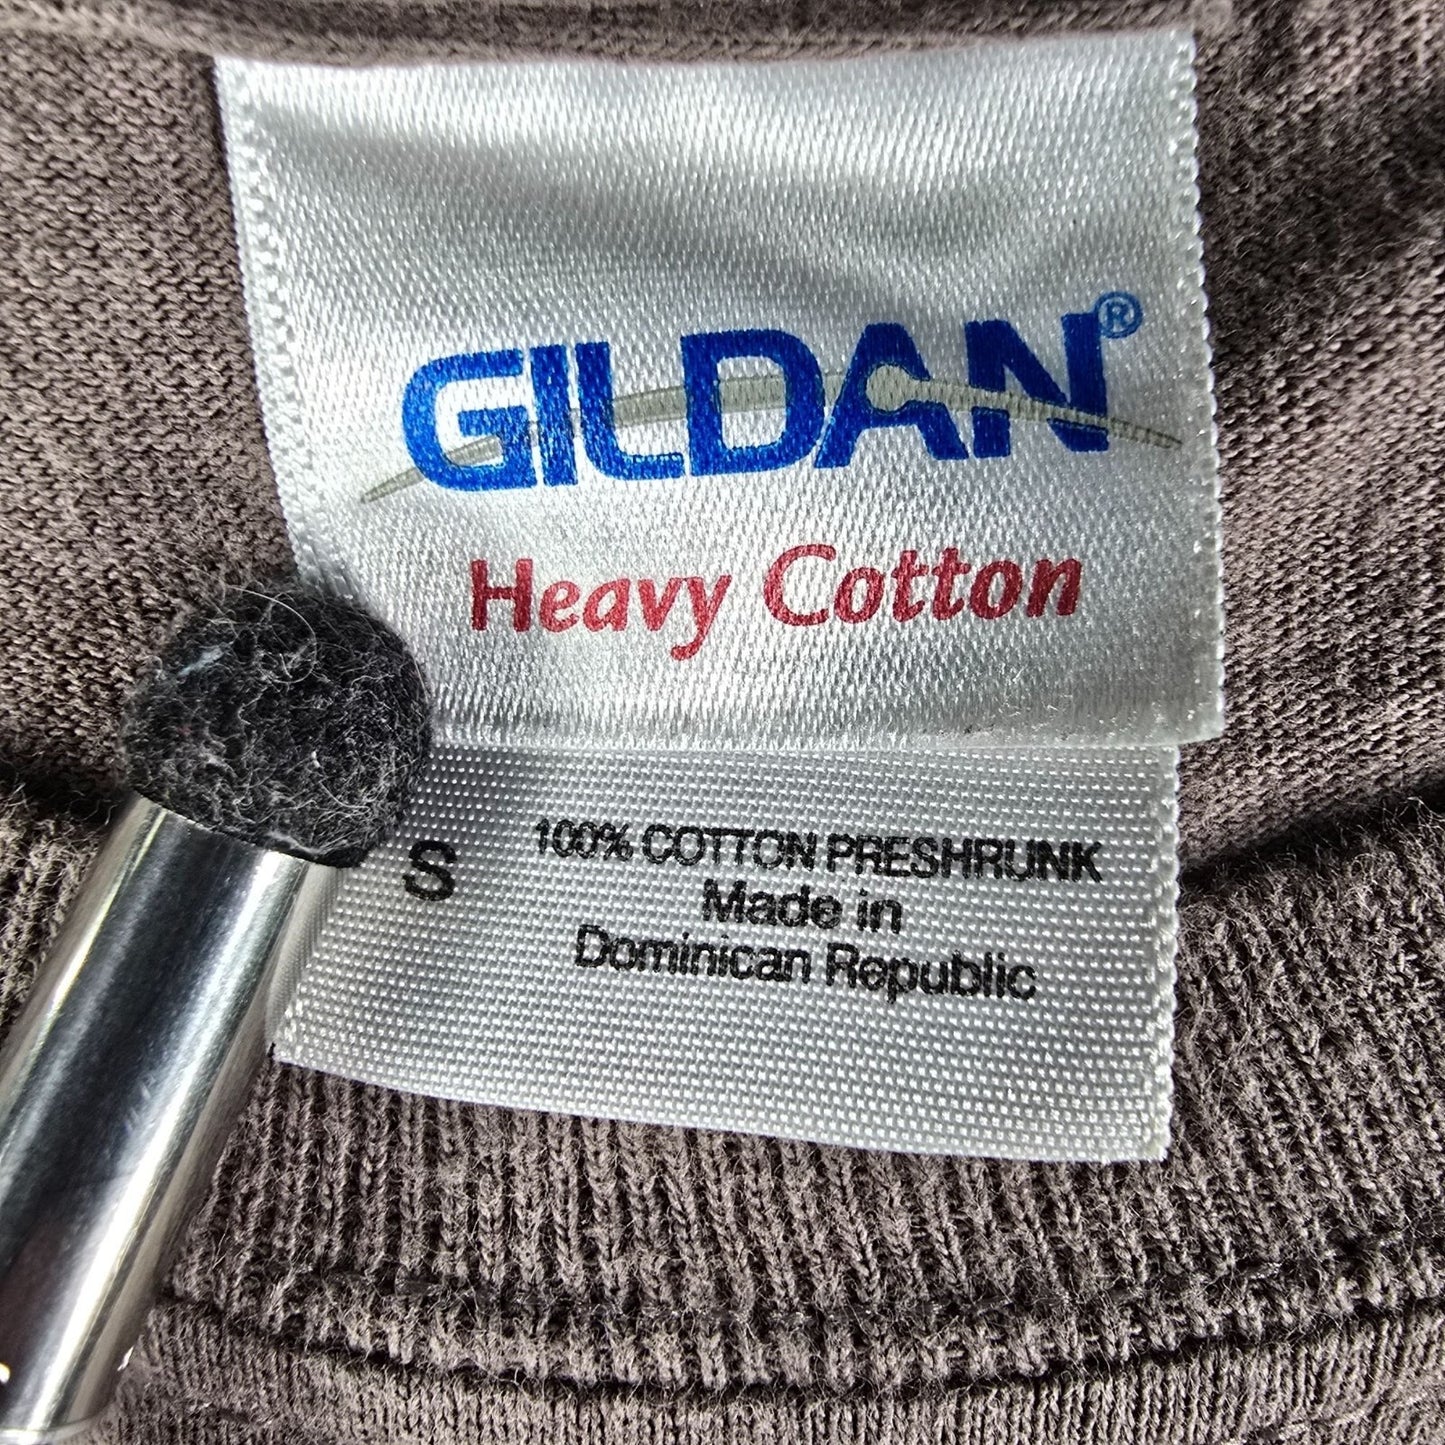 GILDAN®
Heavy Cotton
S 100% COTTON PRESHRUNK
Made in
Dominican Republic